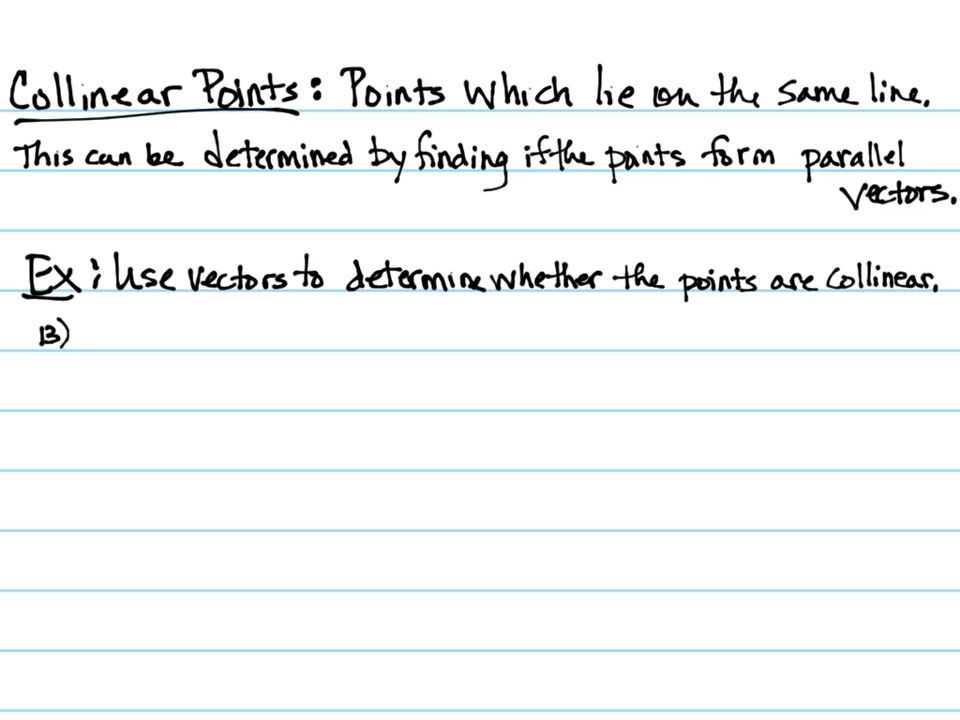 Collinear Points: Points which lie on the same line.
This can be determined by finding if the points form parallel
vectors.
Ex: Use vectors to determine whether the points are collinear.
13)